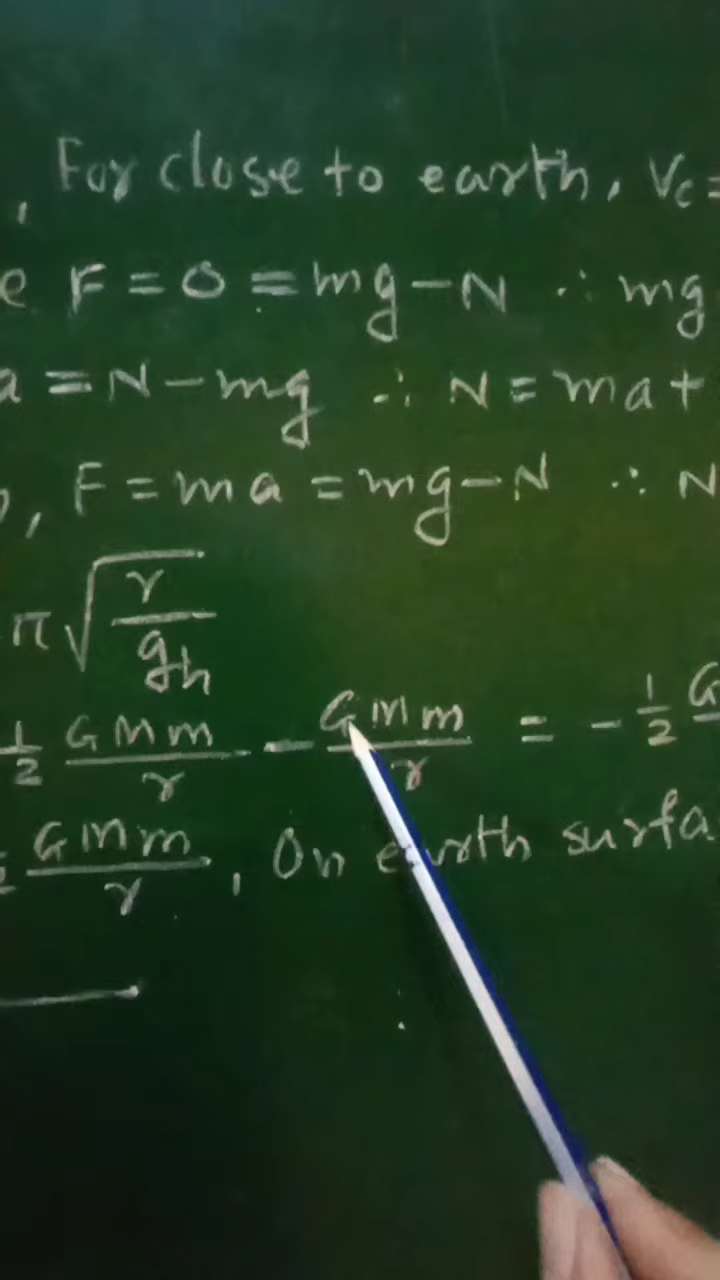 , For close to earth, Vc =
e F = 0 = mg - N ∴ mg
a = N - mg ∴ N = ma +
, F = ma = mg - N ∴ N
π √(r/gh)
1/2 GMm/r - GMm/r = - 1/2 G
GMm/r , On earth surfa